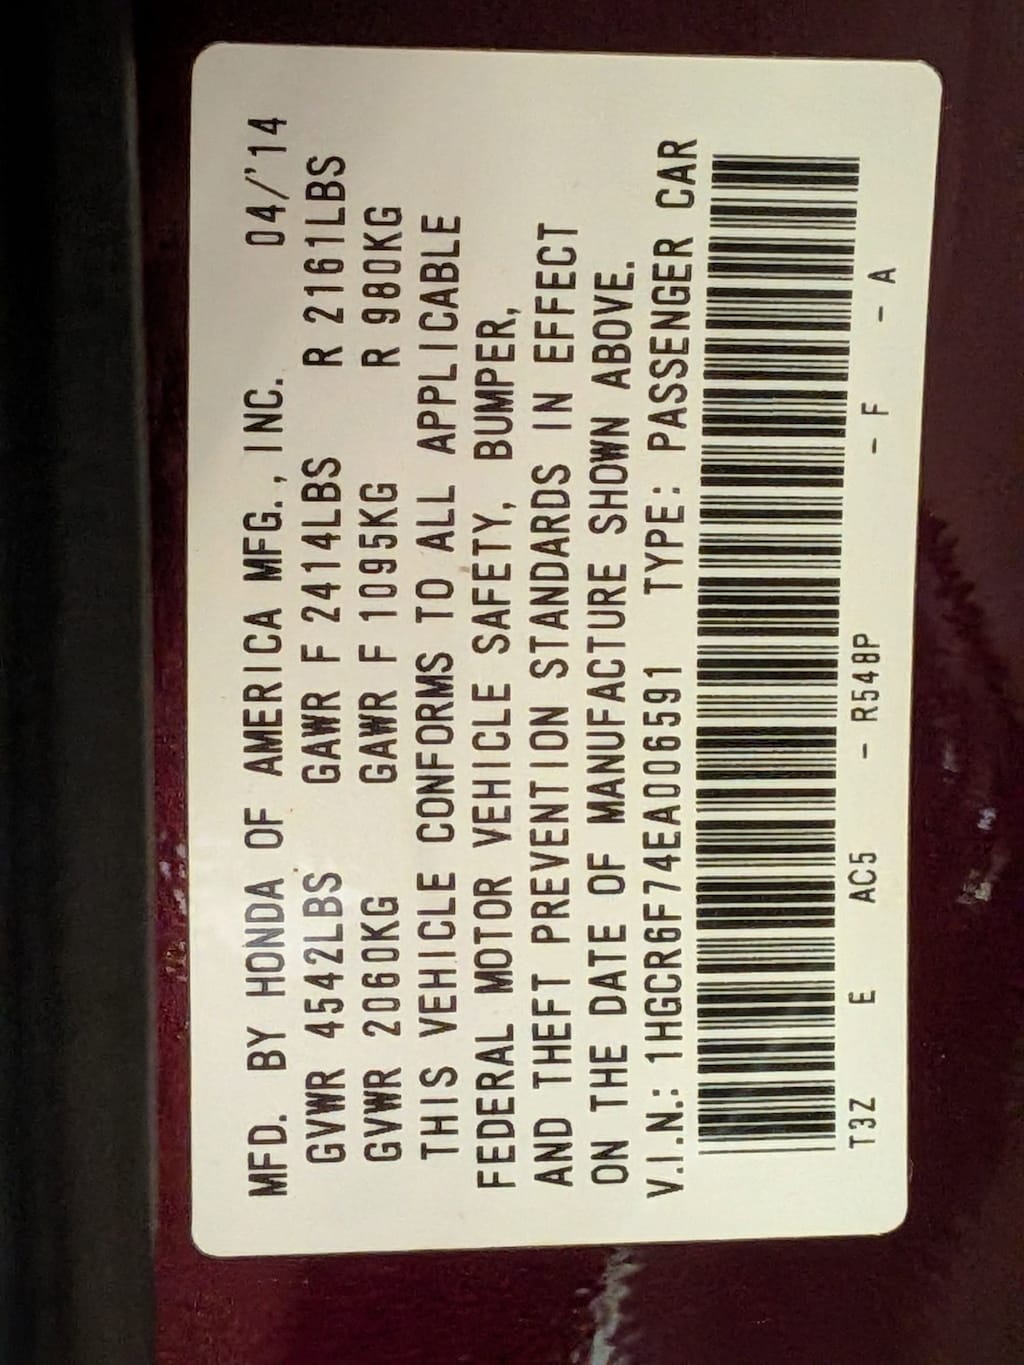 MFD. BY HONDA OF AMERICA MFG., INC. 04/'14
GVWR 4542LBS GAWR F 2414LBS R 2161LBS
GVWR 2060KG GAWR F 1095KG R 980KG
THIS VEHICLE CONFORMS TO ALL APPLICABLE
FEDERAL MOTOR VEHICLE SAFETY, BUMPER,
AND THEFT PREVENTION STANDARDS IN EFFECT
ON THE DATE OF MANUFACTURE SHOWN ABOVE.
V.I.N.: 1HGCR6F74EA006591 TYPE: PASSENGER CAR
T3Z E AC5 - R548P - F - A